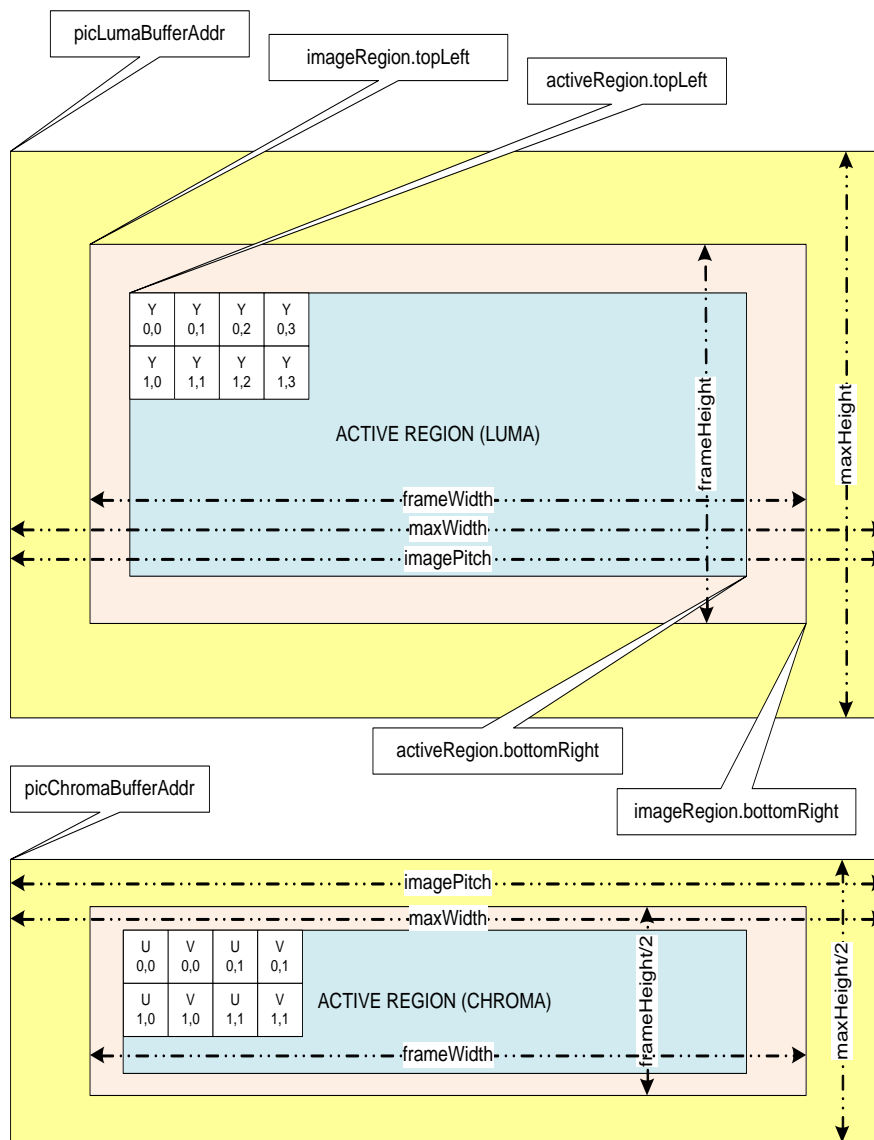 picLumaBufferAddr
imageRegion.topLeft
activeRegion.topLeft
Y Y Y Y
0,0 0,1 0,2 0,3
Y Y Y Y
1,0 1,1 1,2 1,3
ACTIVE REGION (LUMA)
frameHeight
maxHeight
frameWidth
maxWidth
imagePitch
activeRegion.bottomRight
picChromaBufferAddr
imageRegion.bottomRight
imagePitch
maxWidth
U V U V
0,0 0,0 0,1 0,1
U V U V
1,0 1,0 1,1 1,1
ACTIVE REGION (CHROMA)
frameHeight/2
maxHeight/2
frameWidth